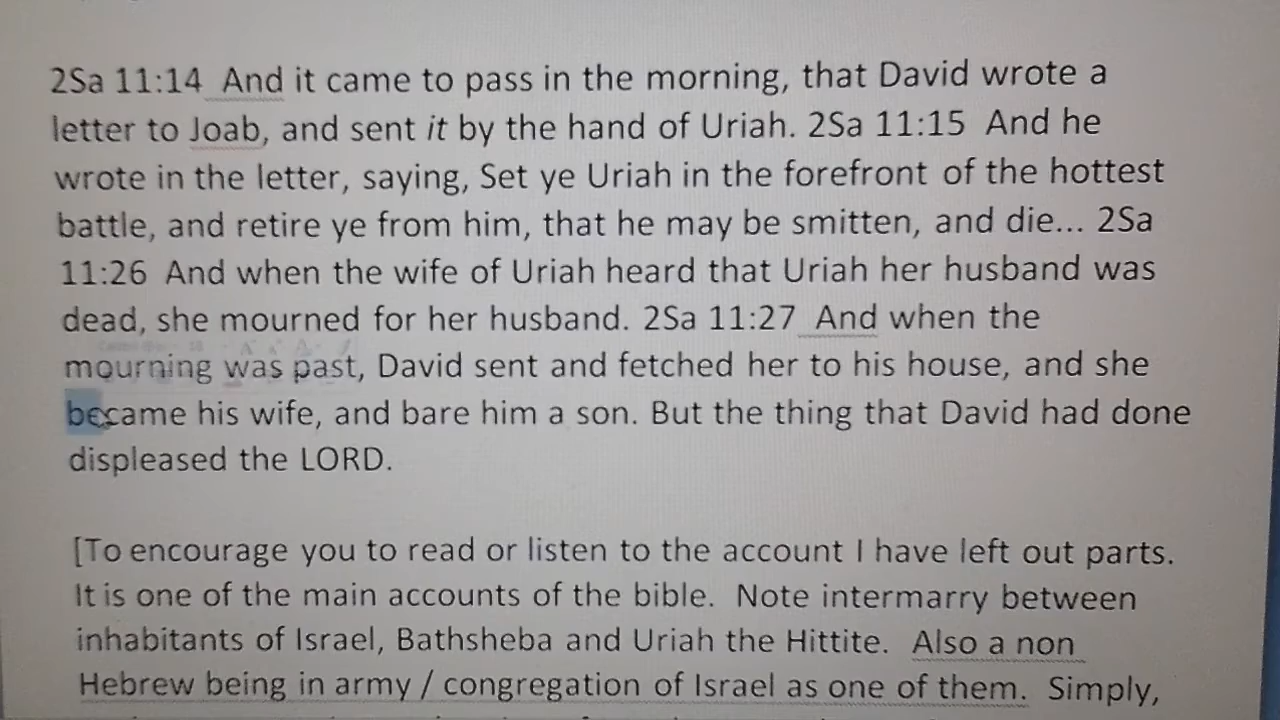 2Sa 11:14 And it came to pass in the morning, that David wrote a
letter to Joab, and sent it by the hand of Uriah. 2Sa 11:15 And he
wrote in the letter, saying, Set ye Uriah in the forefront of the hottest
battle, and retire ye from him, that he may be smitten, and die... 2Sa
11:26 And when the wife of Uriah heard that Uriah her husband was
dead, she mourned for her husband. 2Sa 11:27 And when the
mourning was past, David sent and fetched her to his house, and she
became his wife, and bare him a son. But the thing that David had done
displeased the LORD.
[To encourage you to read or listen to the account I have left out parts.
It is one of the main accounts of the bible. Note intermarry between
inhabitants of Israel, Bathsheba and Uriah the Hittite. Also a non
Hebrew being in army / congregation of Israel as one of them. Simply,